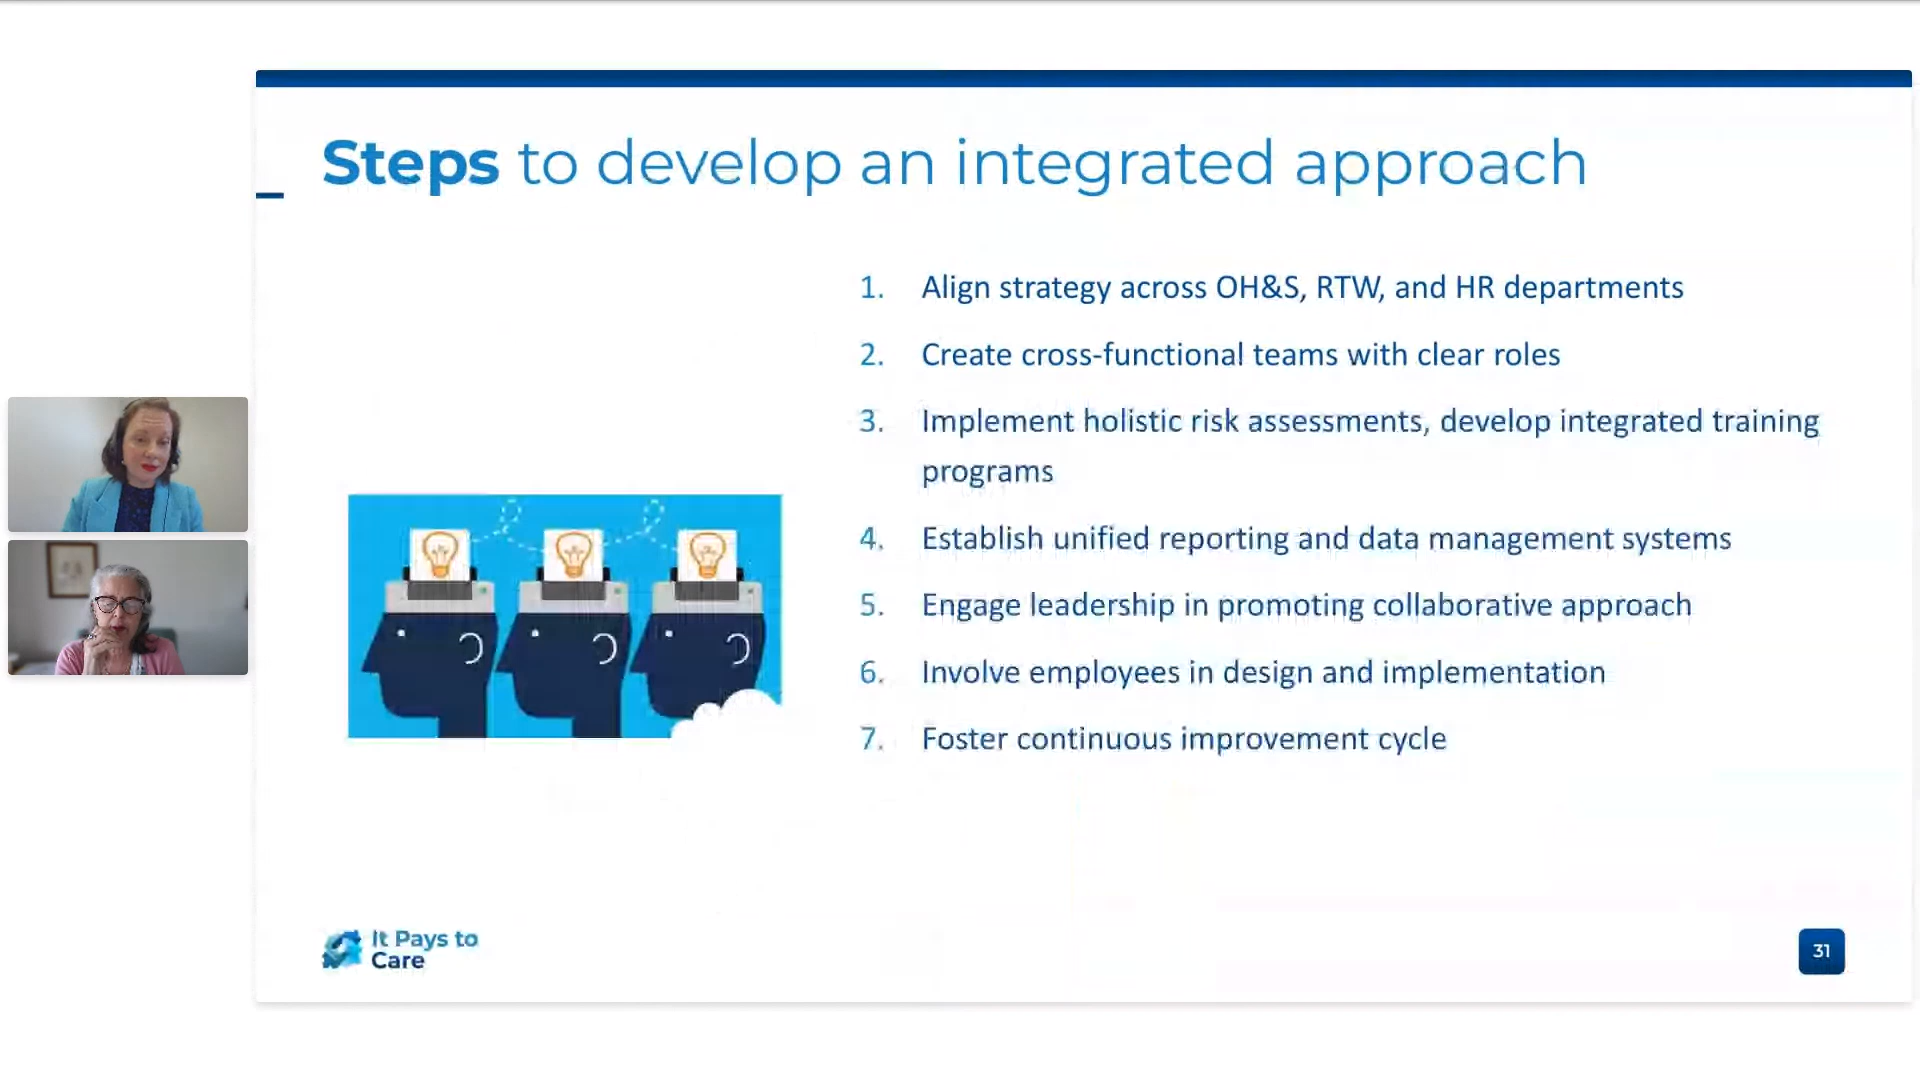 Steps to develop an integrated approach
1. Align strategy across OH&S, RTW, and HR departments
2. Create cross-functional teams with clear roles
3. Implement holistic risk assessments, develop integrated training
programs
4. Establish unified reporting and data management systems
5. Engage leadership in promoting collaborative approach
6. Involve employees in design and implementation
7. Foster continuous improvement cycle
It Pays to
Care
31